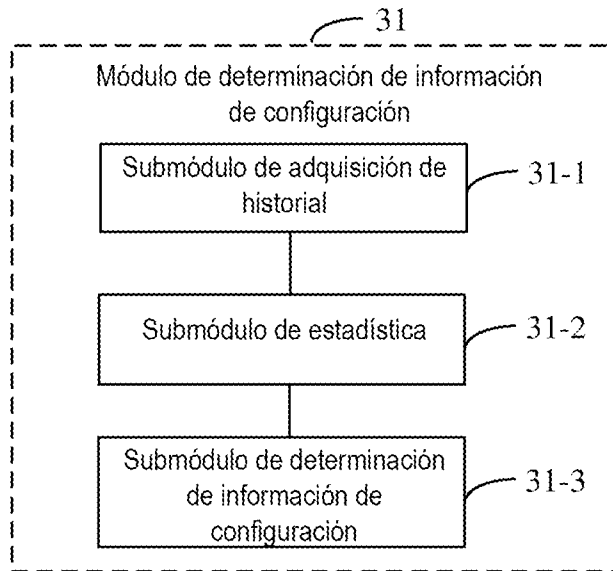 31
Módulo de determinación de información
de configuración
Submódulo de adquisición de
historial
31-1
Submódulo de estadística
31-2
Submódulo de determinación
de información de
configuración
31-3